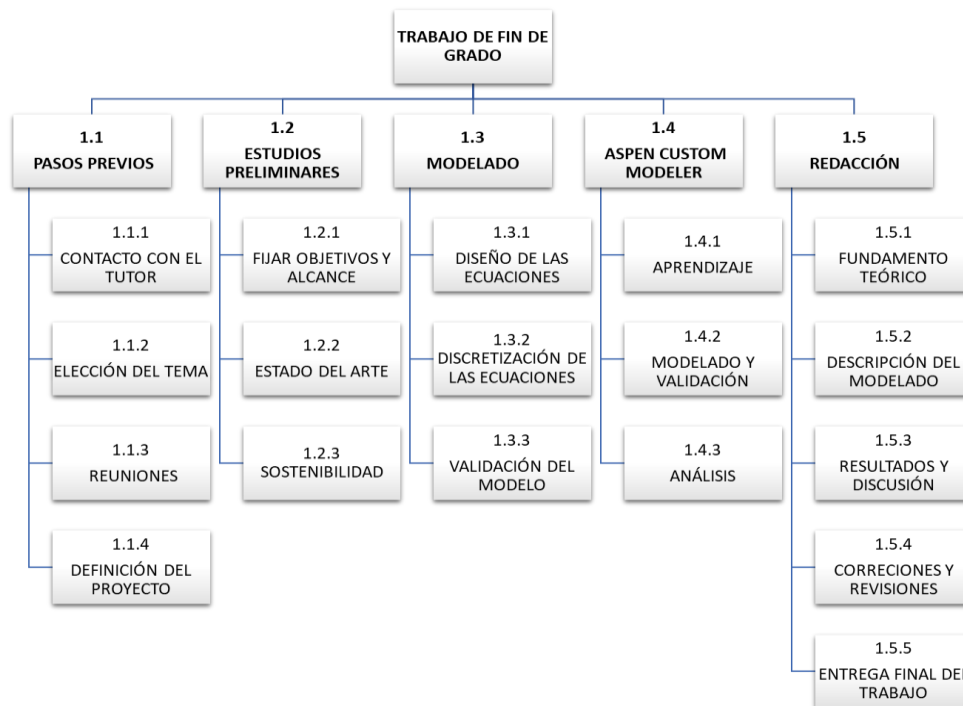 TRABAJO DE FIN DE
GRADO
1.1
PASOS PREVIOS
1.2
ESTUDIOS
PRELIMINARES
1.3
MODELADO
1.4
ASPEN CUSTOM
MODELER
1.5
REDACCIÓN
1.1.1
CONTACTO CON EL
TUTOR
1.1.2
ELECCIÓN DEL TEMA
1.1.3
REUNIONES
1.1.4
DEFINICIÓN DEL
PROYECTO
1.2.1
FIJAR OBJETIVOS Y
ALCANCE
1.2.2
ESTADO DEL ARTE
1.2.3
SOSTENIBILIDAD
1.3.1
DISEÑO DE LAS
ECUACIONES
1.3.2
DISCRETIZACIÓN DE
LAS ECUACIONES
1.3.3
VALIDACIÓN DEL
MODELO
1.4.1
APRENDIZAJE
1.4.2
MODELADO Y
VALIDACIÓN
1.4.3
ANÁLISIS
1.5.1
FUNDAMENTO
TEÓRICO
1.5.2
DESCRIPCIÓN DEL
MODELADO
1.5.3
RESULTADOS Y
DISCUSIÓN
1.5.4
CORRECIONES Y
REVISIONES
1.5.5
ENTREGA FINAL DEL
TRABAJO